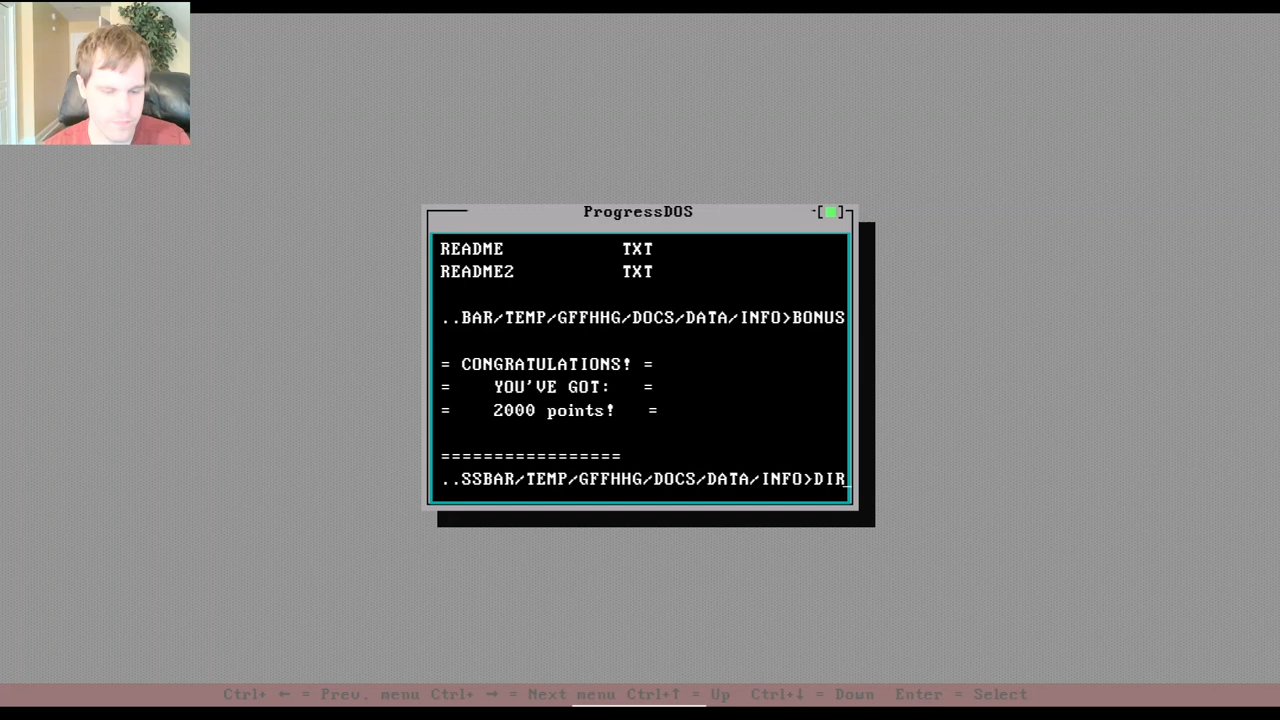 ProgressDOS
-[■]-
README TXT
README2 TXT
..BAR/TEMP/GFFHHG/DOCS/DATA/INFO>BONUS
= CONGRATULATIONS! =
= YOU'VE GOT: =
= 2000 points! =
=================
..SSBAR/TEMP/GFFHHG/DOCS/DATA/INFO>DIR_
Ctrl+ ← = Prev. menu Ctrl+ → = Next menu Ctrl+↑ = Up Ctrl+↓ = Down Enter = Select